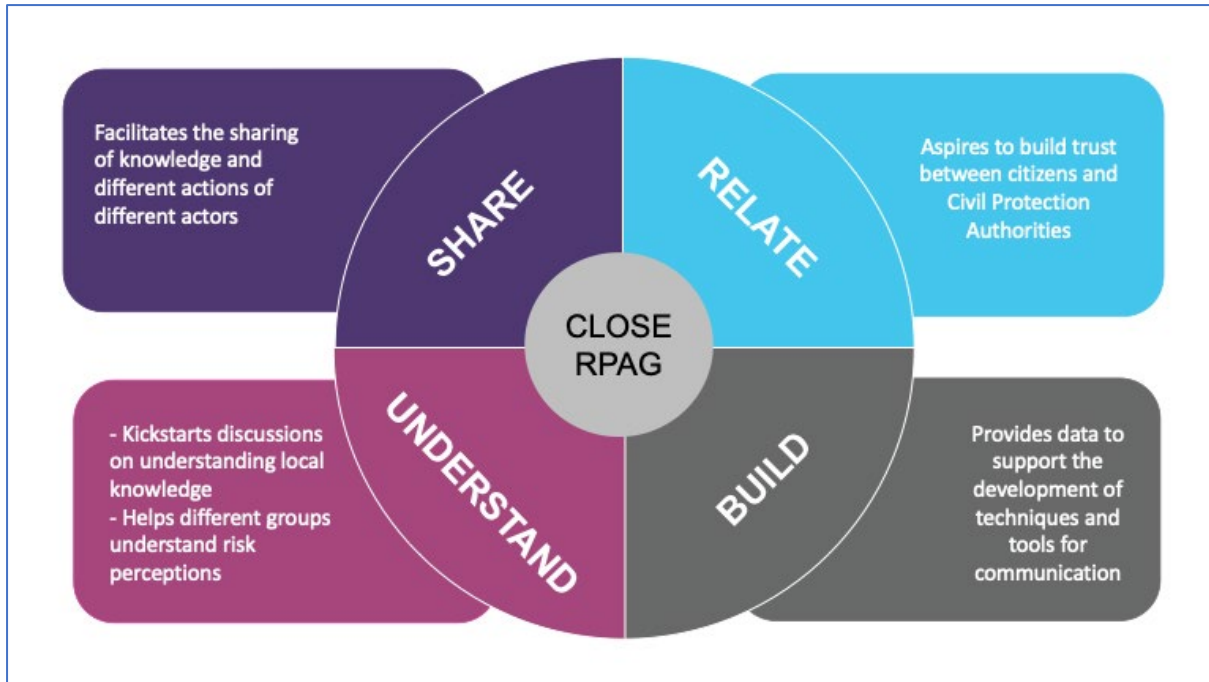 Facilitates the sharing
of knowledge and
different actions of
different actors
SHARE
RELATE
Aspires to build trust
between citizens and
Civil Protection
Authorities
CLOSE
RPAG
- Kickstarts discussions
on understanding local
knowledge
- Helps different groups
understand risk
perceptions
UNDERSTAND
BUILD
Provides data to
support the
development of
techniques and
tools for
communication